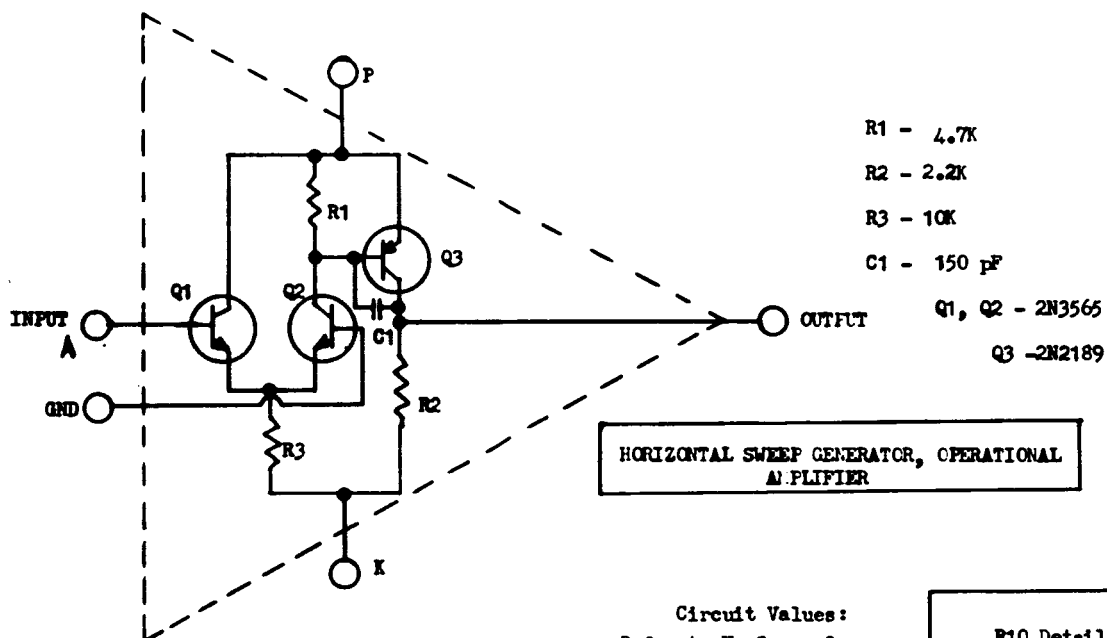 P
R1 - 4.7K
R2 - 2.2K
R3 - 10K
C1 - 150 pF
Q1, Q2 - 2N3565
Q3 -2N2189
R1
Q3
Q1
Q2
C1
INPUT
A
OUTPUT
GND
R2
R3
K
HORIZONTAL SWEEP GENERATOR, OPERATIONAL
AMPLIFIER
Circuit Values:
R10 Detail